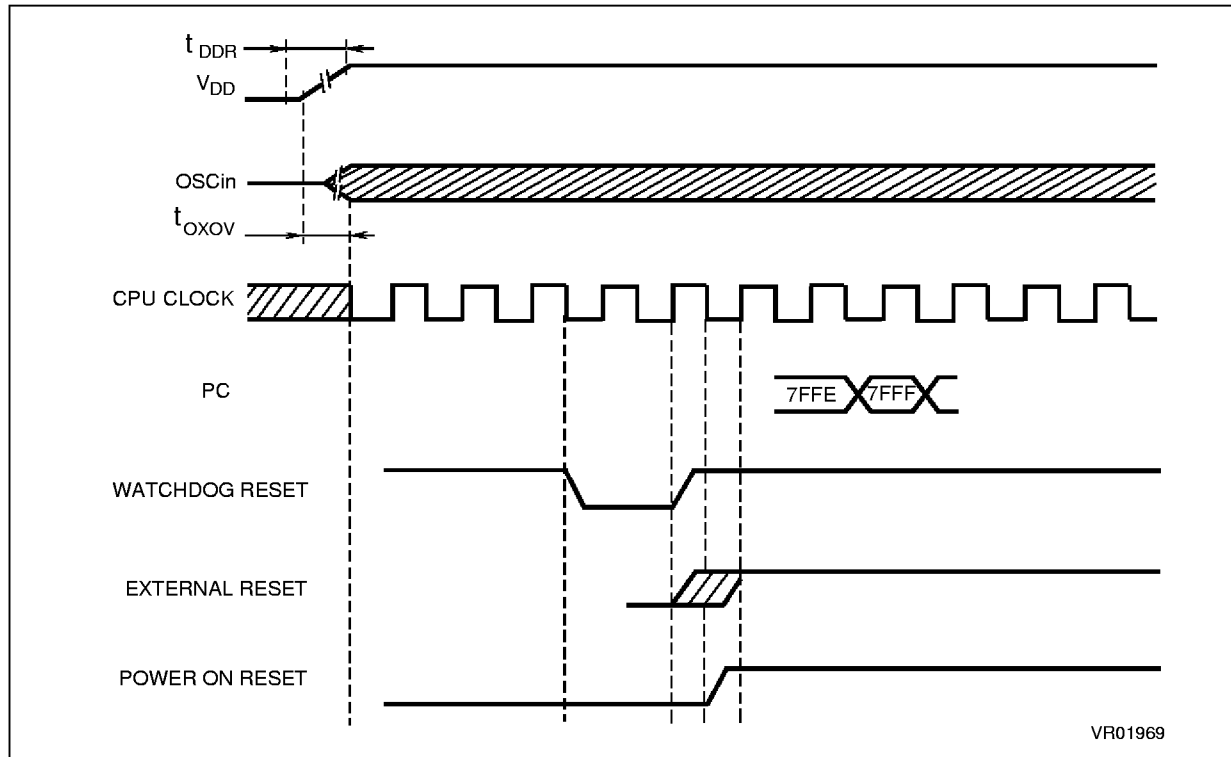 t DDR
VDD
OSCin
tOXOV
CPU CLOCK
PC
7FFE 7FFF
WATCHDOG RESET
EXTERNAL RESET
POWER ON RESET
VR01969